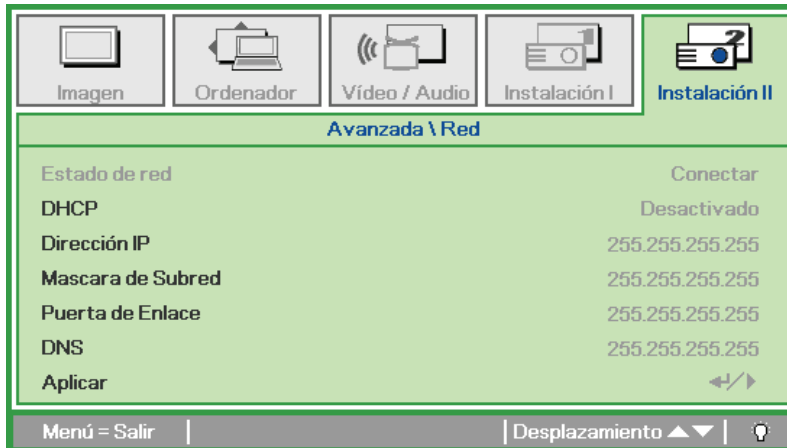 Imagen
Ordenador
Vídeo / Audio
Instalación I
Instalación II
Avanzada \ Red
Estado de red Conectar
DHCP Desactivado
Dirección IP 255.255.255.255
Mascara de Subred 255.255.255.255
Puerta de Enlace 255.255.255.255
DNS 255.255.255.255
Aplicar
Menú = Salir Desplazamiento